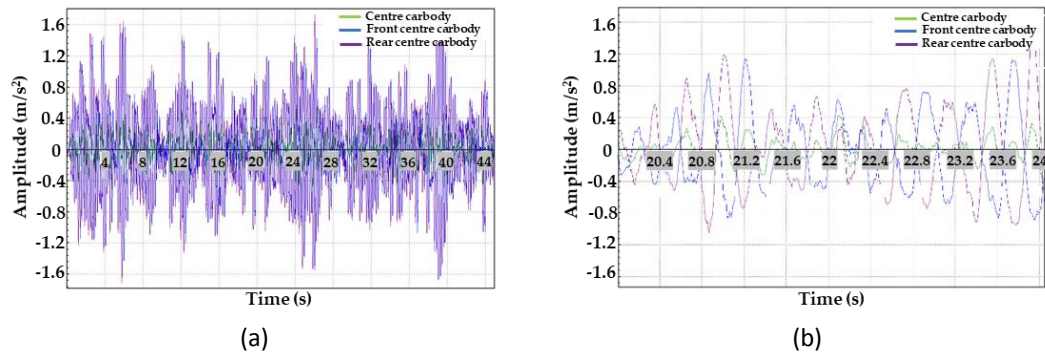 1.6
1.2
0.8
0.4
0
-0.4
-0.8
-1.2
-1.6
Amplitude (m/s²)
Centre carbody
Front centre carbody
Rear centre carbody
4 8 12 16 20 24 28 32 36 40 44
Time (s)
(a)
1.6
1.2
0.8
0.4
0
-0.4
-0.8
-1.2
-1.6
Amplitude (m/s²)
Centre carbody
Front centre carbody
Rear centre carbody
20.4 20.8 21.2 21.6 22 22.4 22.8 23.2 23.6 24
Time (s)
(b)